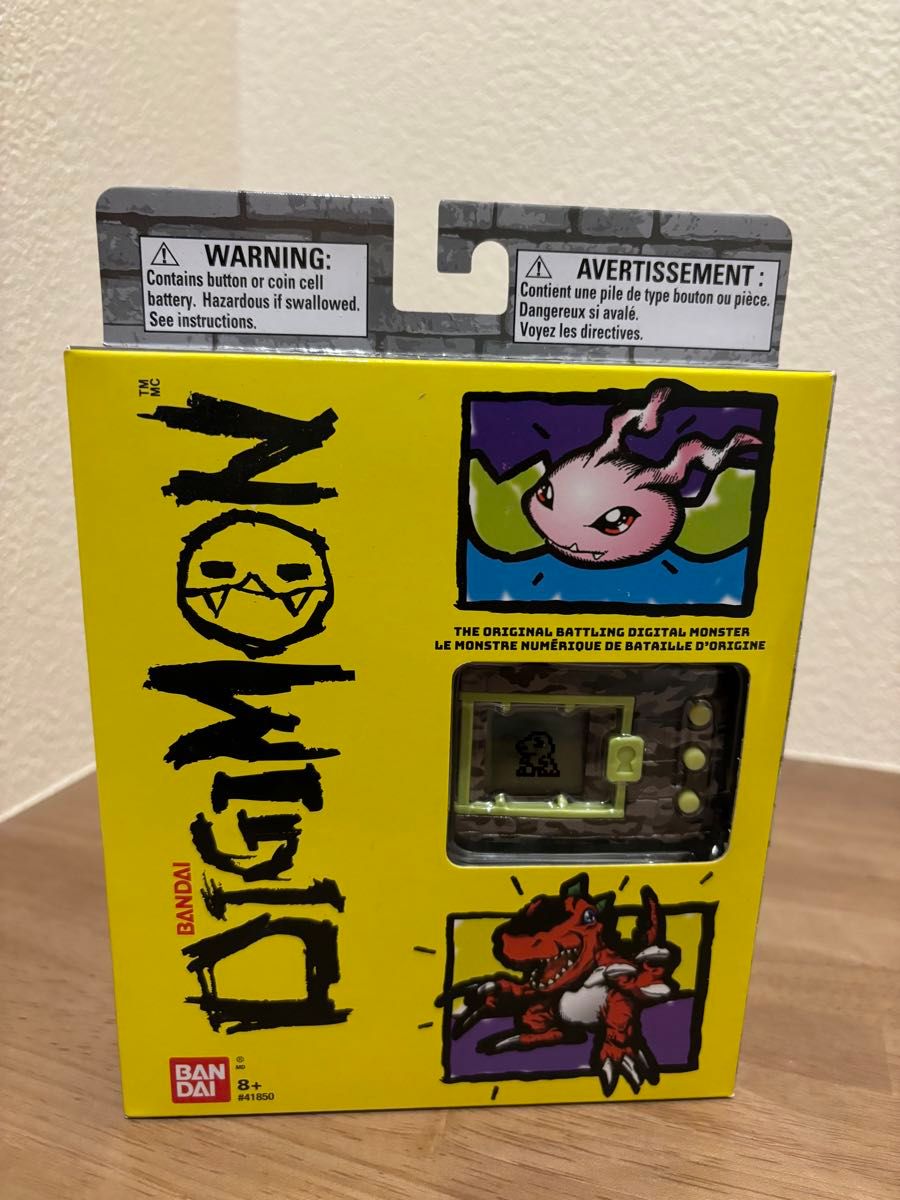 WARNING:
Contains button or coin cell
battery. Hazardous if swallowed.
See instructions.
AVERTISSEMENT :
Contient une pile de type bouton ou pièce.
Dangereux si avalé.
Voyez les directives.
TM
MC
DIGIMON
BANDAI
THE ORIGINAL BATTLING DIGITAL MONSTER
LE MONSTRE NUMÉRIQUE DE BATAILLE D'ORIGINE
BAN
DAI
®
MD
8+
#41850